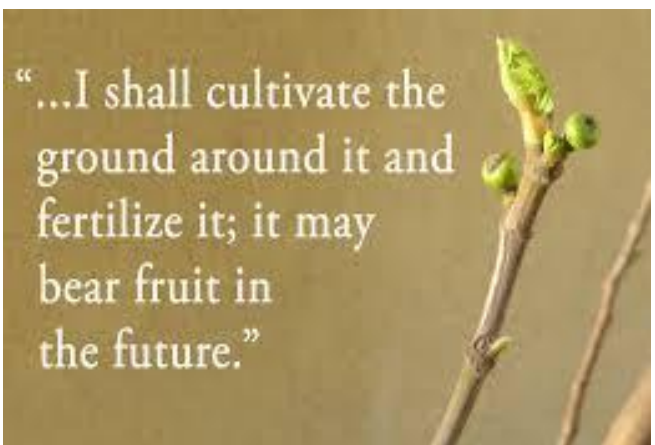 “...I shall cultivate the
ground around it and
fertilize it; it may
bear fruit in
the future.”